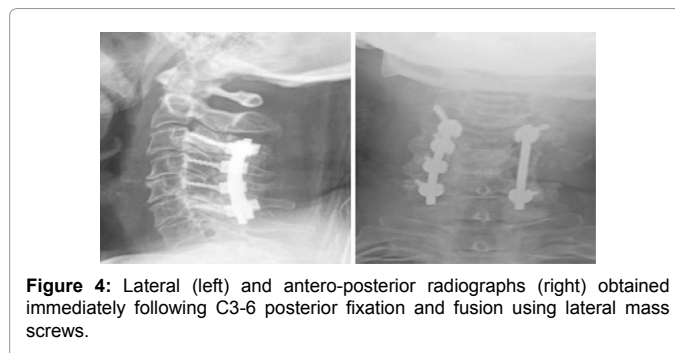 Figure 4: Lateral (left) and antero-posterior radiographs (right) obtained
immediately following C3-6 posterior fixation and fusion using lateral mass
screws.